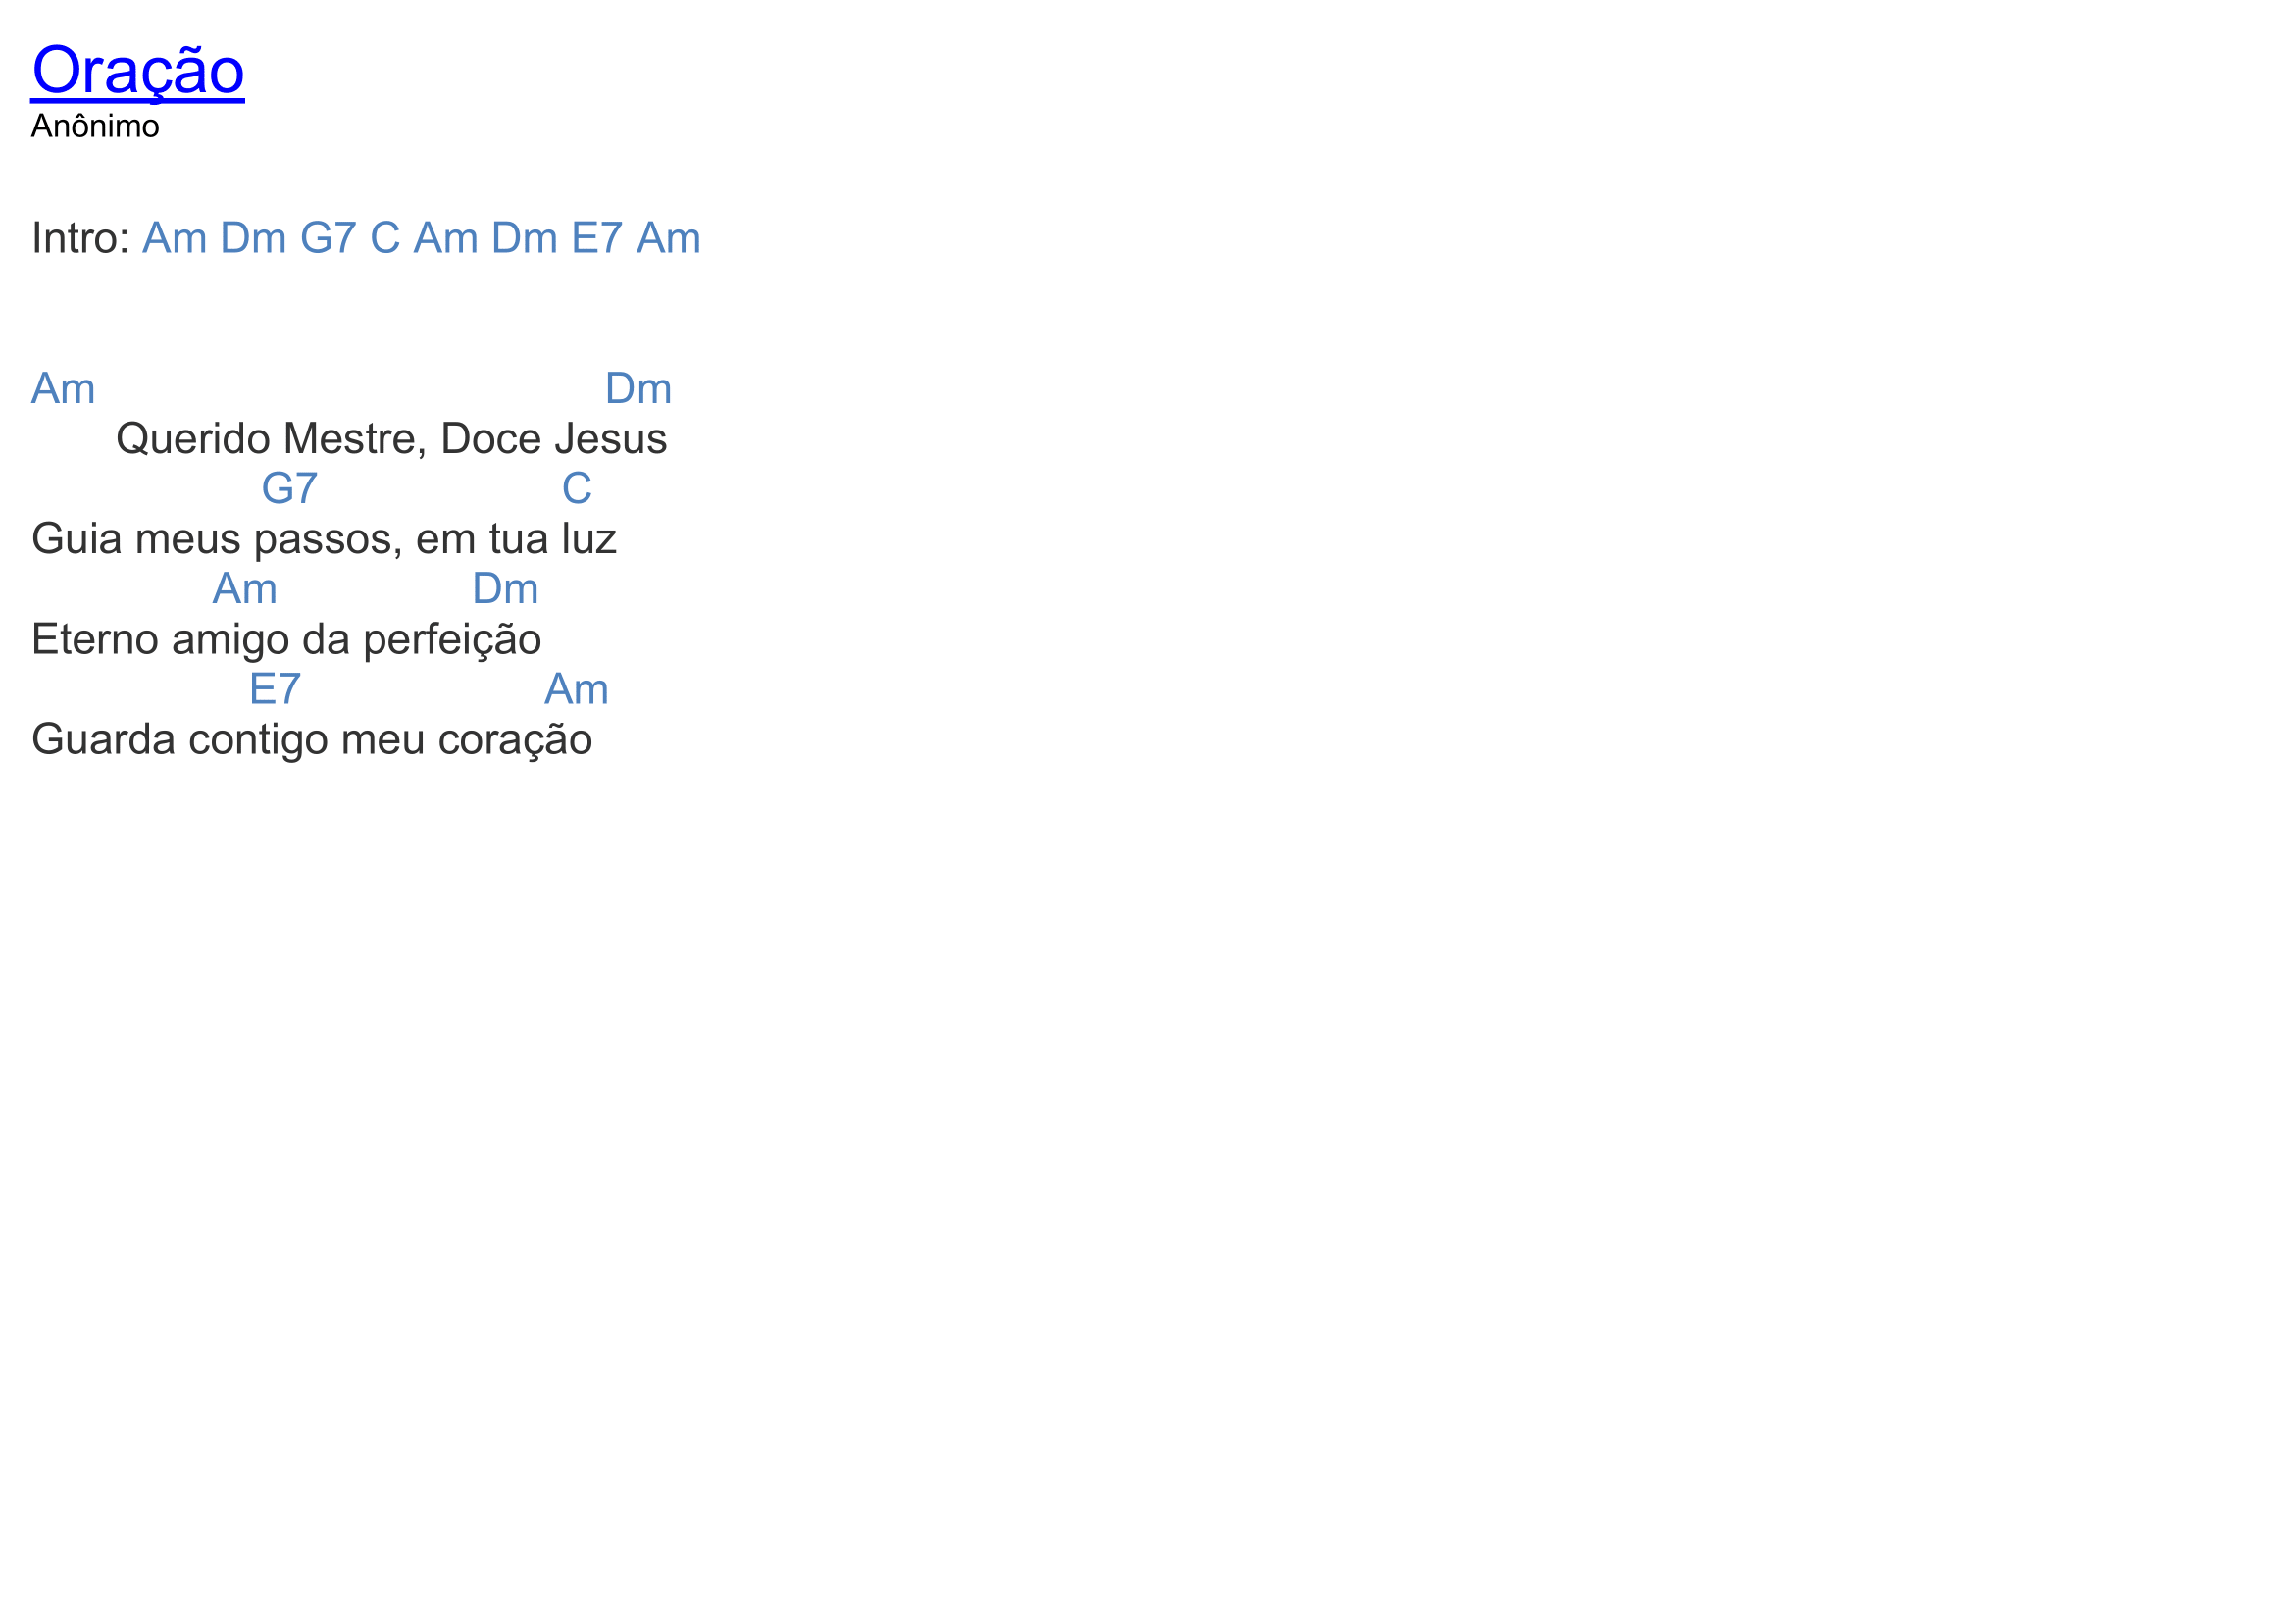 Oração
Anônimo
Intro: Am Dm G7 C Am Dm E7 Am
Am Dm
Querido Mestre, Doce Jesus
G7 C
Guia meus passos, em tua luz
Am Dm
Eterno amigo da perfeição
E7 Am
Guarda contigo meu coração